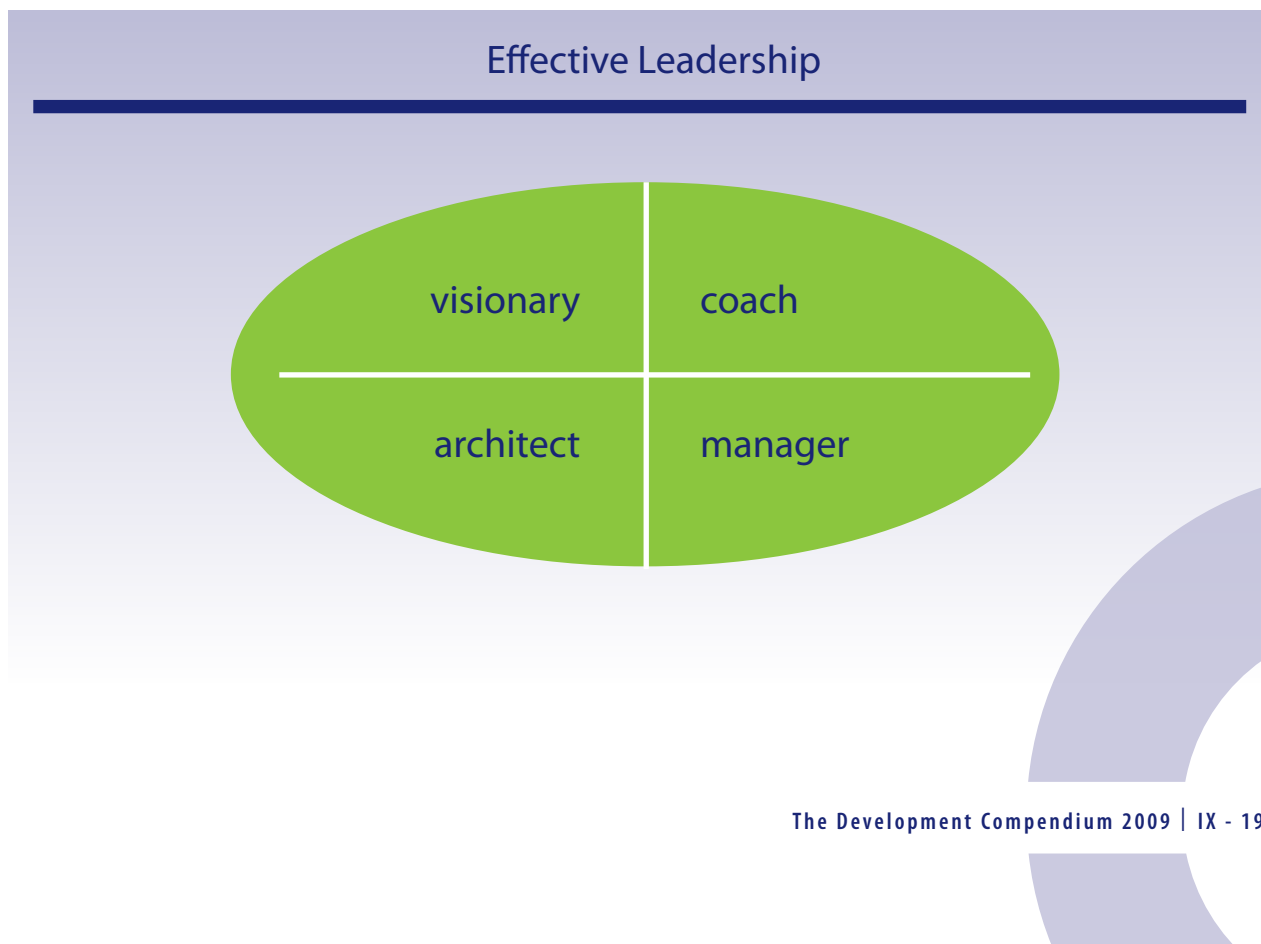 Effective Leadership
visionary
coach
architect
manager
The Development Compendium 2009 | IX - 19